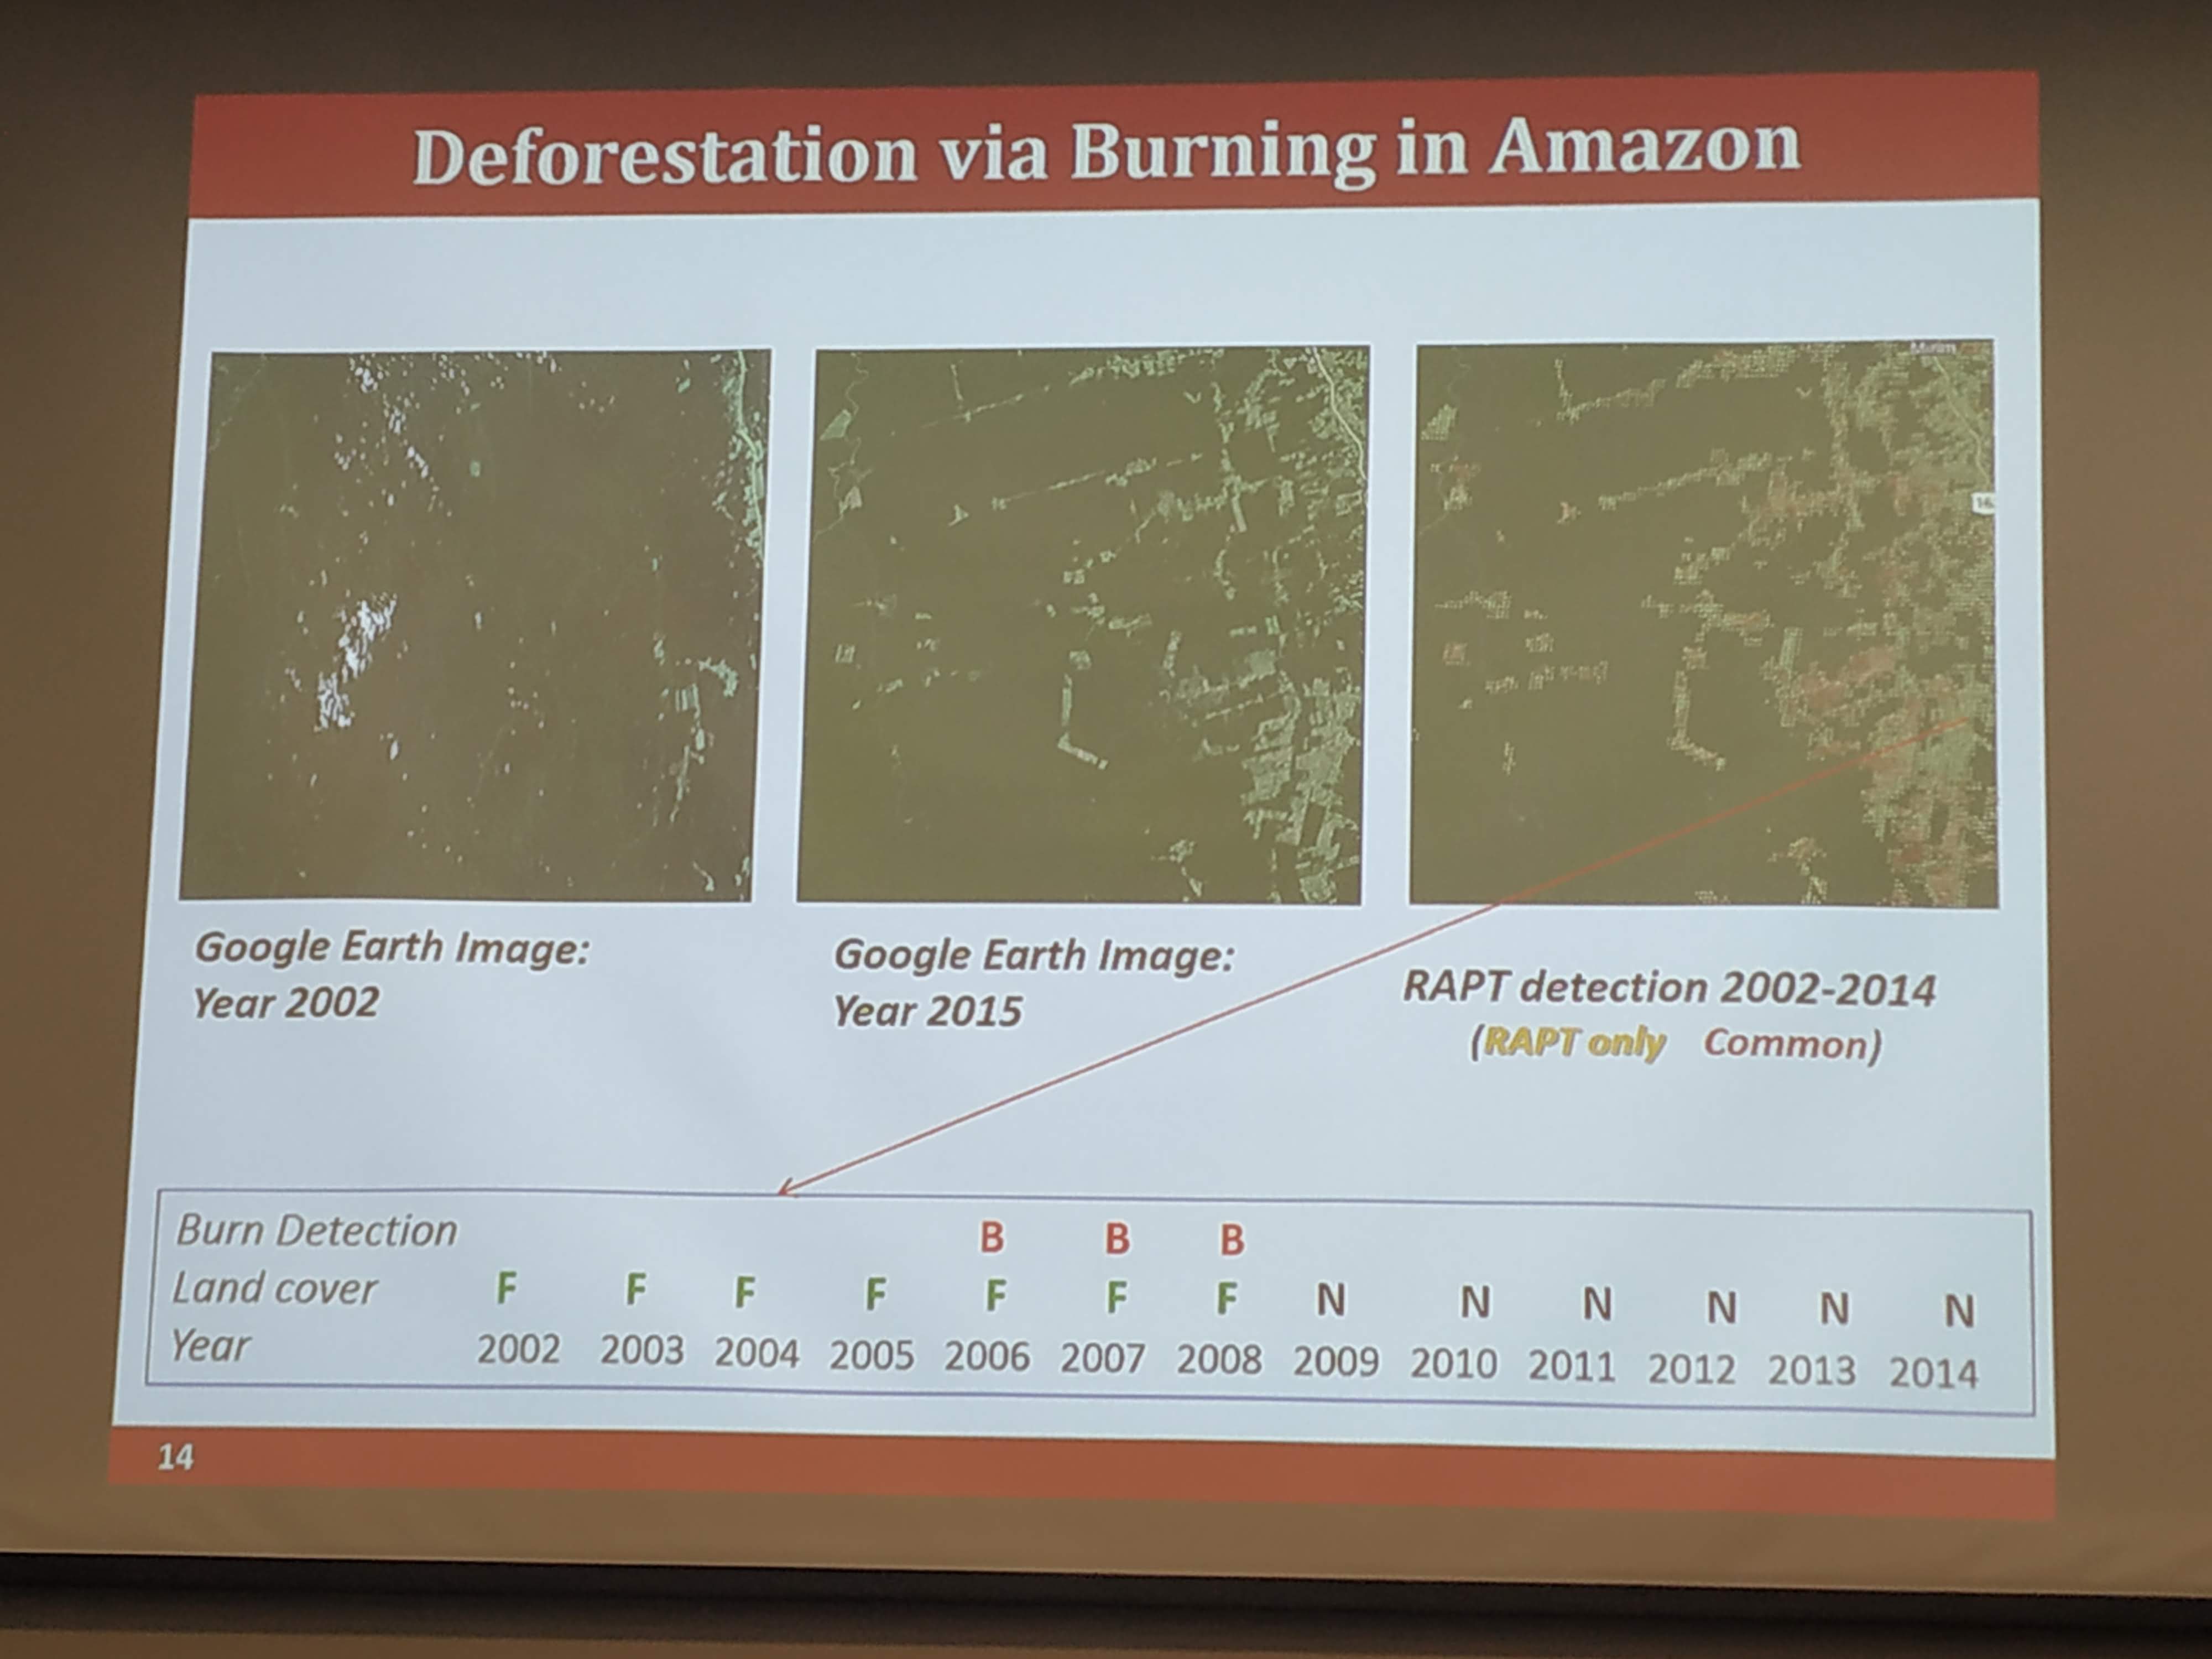 Deforestation via Burning in Amazon
Google Earth Image:
Year 2002
Google Earth Image:
Year 2015
RAPT detection 2002-2014
(RAPT only Common)
Burn Detection B B B
Land cover F F F F F F F N N N N N N
Year 2002 2003 2004 2005 2006 2007 2008 2009 2010 2011 2012 2013 2014
14